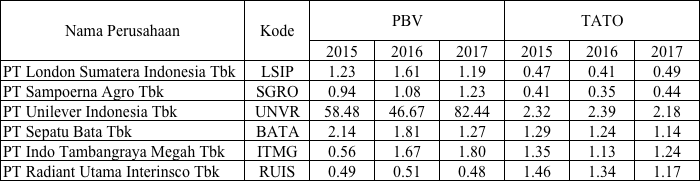 Nama Perusahaan Kode PBV TATO
2015 2016 2017 2015 2016 2017
PT London Sumatera Indonesia Tbk LSIP 1.23 1.61 1.19 0.47 0.41 0.49
PT Sampoerna Agro Tbk SGRO 0.94 1.08 1.23 0.41 0.35 0.44
PT Unilever Indonesia Tbk UNVR 58.48 46.67 82.44 2.32 2.39 2.18
PT Sepatu Bata Tbk BATA 2.14 1.81 1.27 1.29 1.24 1.14
PT Indo Tambangraya Megah Tbk ITMG 0.56 1.67 1.80 1.35 1.13 1.24
PT Radiant Utama Interinsco Tbk RUIS 0.49 0.51 0.48 1.46 1.34 1.17